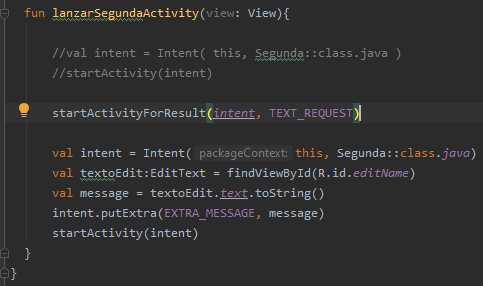 fun lanzarSegundaActivity(view: View){
//val intent = Intent( this, Segunda::class.java )
//startActivity(intent)
startActivityForResult(intent, TEXT_REQUEST)
val intent = Intent( packageContext: this, Segunda::class.java)
val textoEdit:EditText = findViewById(R.id.editName)
val message = textoEdit.text.toString()
intent.putExtra(EXTRA_MESSAGE, message)
startActivity(intent)
}
}